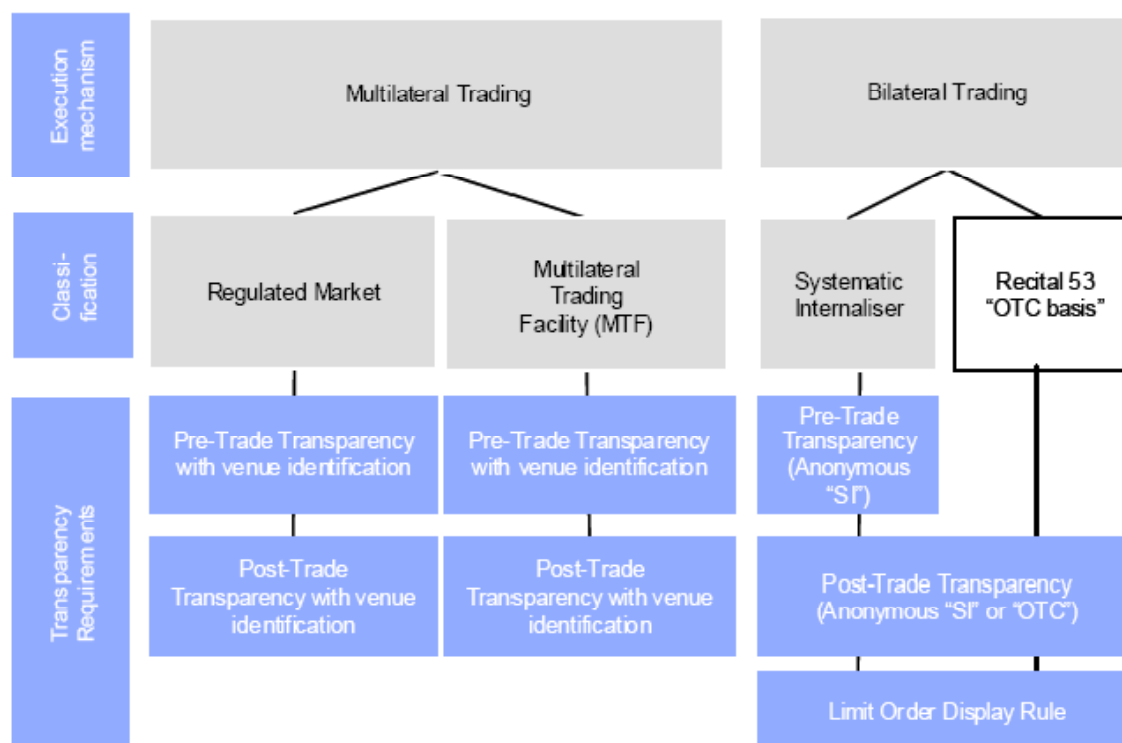 Execution
mechanism
Multilateral Trading
Bilateral Trading
Classi-
fication
Regulated Market
Multilateral
Trading
Facility (MTF)
Systematic
Internaliser
Recital 53
“OTC basis”
Transparency
Requirements
Pre-Trade Transparency
with venue identification
Pre-Trade Transparency
with venue identification
Pre-Trade
Transparency
(Anonymous
“SI”)
Post-Trade
Transparency with venue
identification
Post-Trade
Transparency with venue
identification
Post-Trade Transparency
(Anonymous “SI” or “OTC”)
Limit Order Display Rule